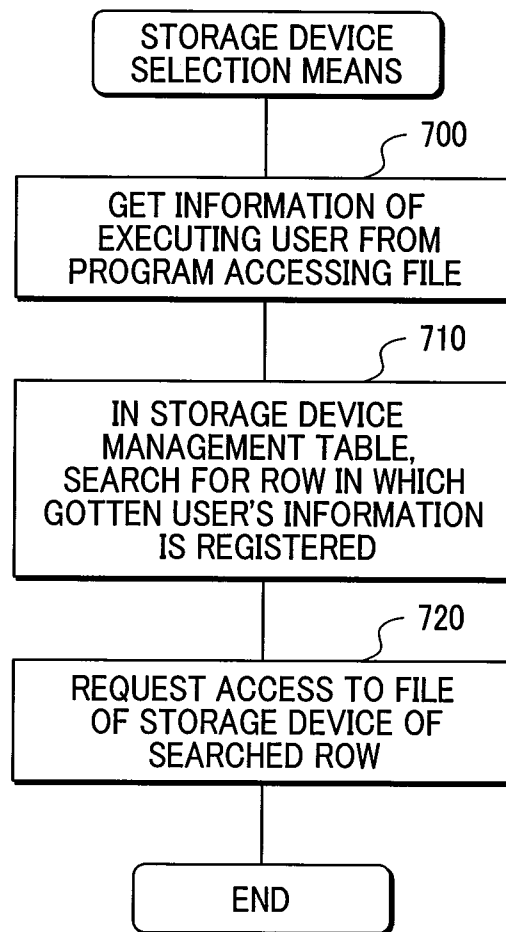 STORAGE DEVICE
SELECTION MEANS
700
GET INFORMATION OF
EXECUTING USER FROM
PROGRAM ACCESSING FILE
710
IN STORAGE DEVICE
MANAGEMENT TABLE,
SEARCH FOR ROW IN WHICH
GOTTEN USER'S INFORMATION
IS REGISTERED
720
REQUEST ACCESS TO FILE
OF STORAGE DEVICE OF
SEARCHED ROW
END